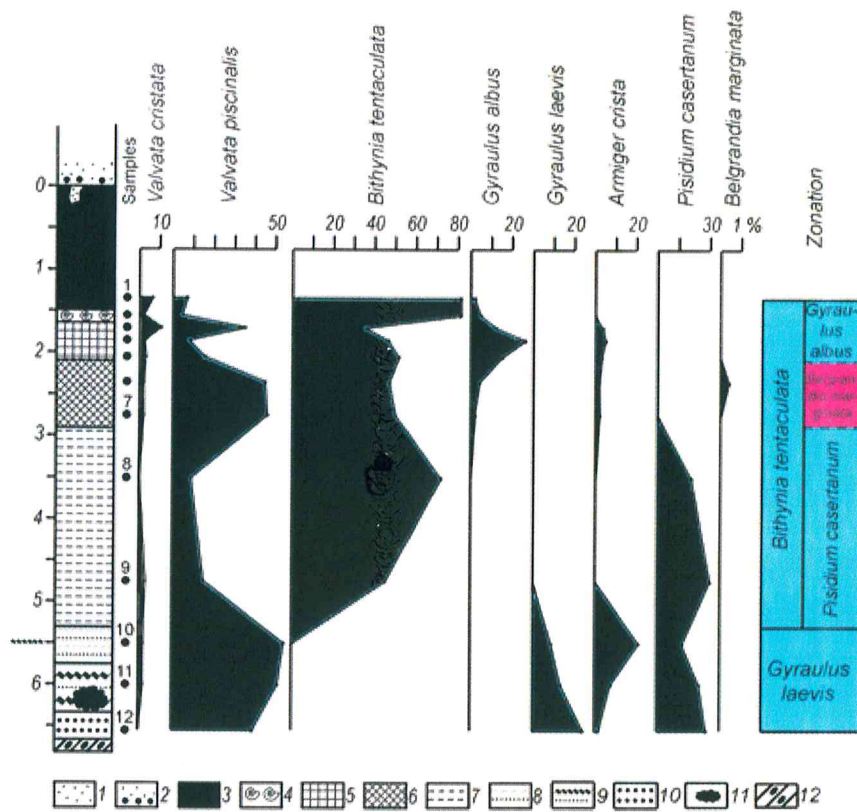 Samples
Valvata cristata
Valvata piscinalis
Bithynia tentaculata
Gyraulus albus
Gyraulus laevis
Armiger crista
Pisidium casertanum
Belgrandia marginata
Zonation
10 50 20 40 60 80 20 20 20 30 1 %
0
1
2
3
4
5
6
1
7
8
9
10
11
12
Bithynia tentaculata
Gyrau-
lus
albus
Pisidium casertanum
Gyraulus
laevis
1 2 3 4 5 6 7 8 9 10 11 12